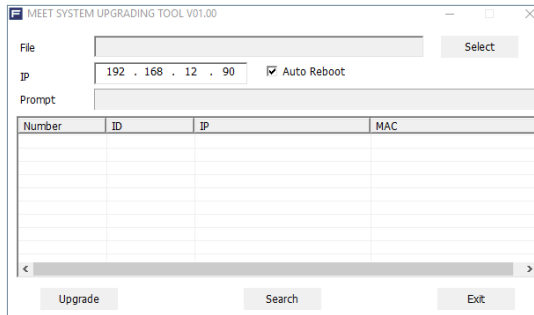 F MEET SYSTEM UPGRADING TOOL V01.00
File Select
IP 192 . 168 . 12 . 90 Auto Reboot
Prompt
Number ID IP MAC
Upgrade Search Exit